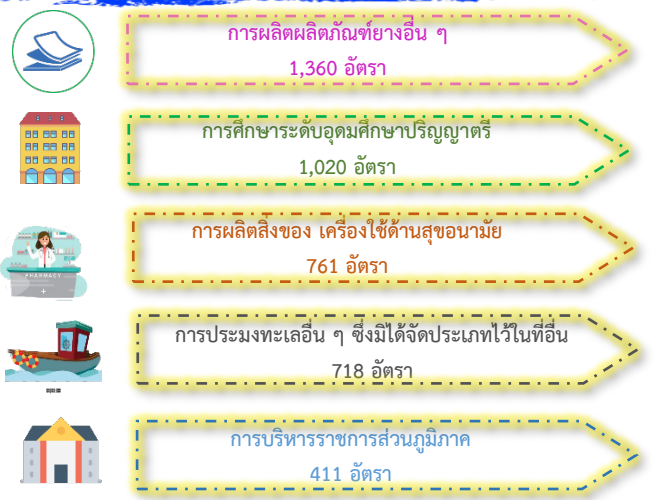 การผลิตผลิตภัณฑ์ยางอื่น ๆ
1,360 อัตรา
การศึกษาระดับอุดมศึกษาปริญญาตรี
1,020 อัตรา
การผลิตสิ่งของ เครื่องใช้ด้านสุขอนามัย
761 อัตรา
PHARMACY
การประมงทะเลอื่น ๆ ซึ่งมิได้จัดประเภทไว้ในที่อื่น
718 อัตรา
การบริหารราชการส่วนภูมิภาค
411 อัตรา